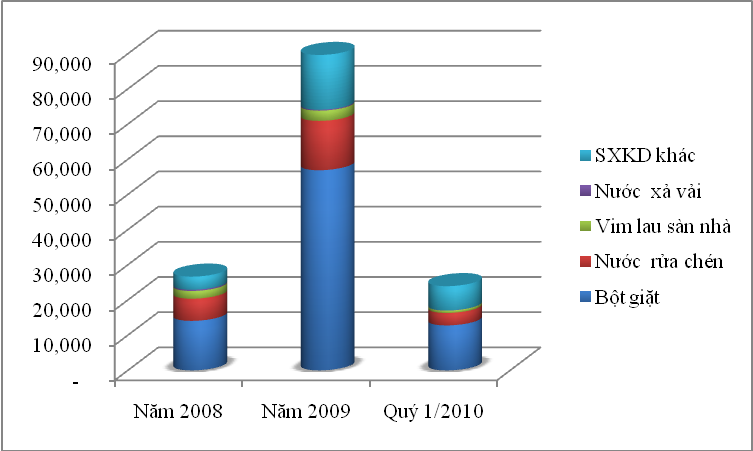 90,000
80,000
70,000
60,000
50,000
40,000
30,000
20,000
10,000
-
Năm 2008 Năm 2009 Quý 1/2010
SXKD khác
Nước xả vải
Vim lau sàn nhà
Nước rửa chén
Bột giặt